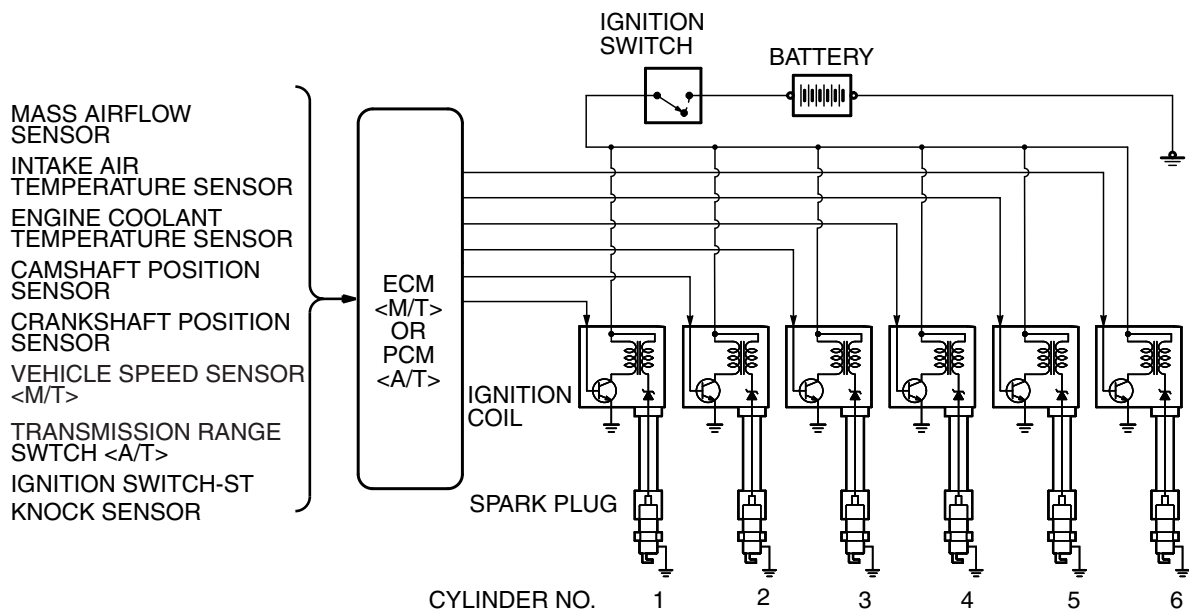 IGNITION
SWITCH
BATTERY
MASS AIRFLOW
SENSOR
INTAKE AIR
TEMPERATURE SENSOR
ENGINE COOLANT
TEMPERATURE SENSOR
CAMSHAFT POSITION
SENSOR
CRANKSHAFT POSITION
SENSOR
VEHICLE SPEED SENSOR
<M/T>
TRANSMISSION RANGE
SWTCH <A/T>
IGNITION SWITCH-ST
KNOCK SENSOR
ECM
<M/T>
OR
PCM
<A/T>
IGNITION
COIL
SPARK PLUG
CYLINDER NO. 1 2 3 4 5 6